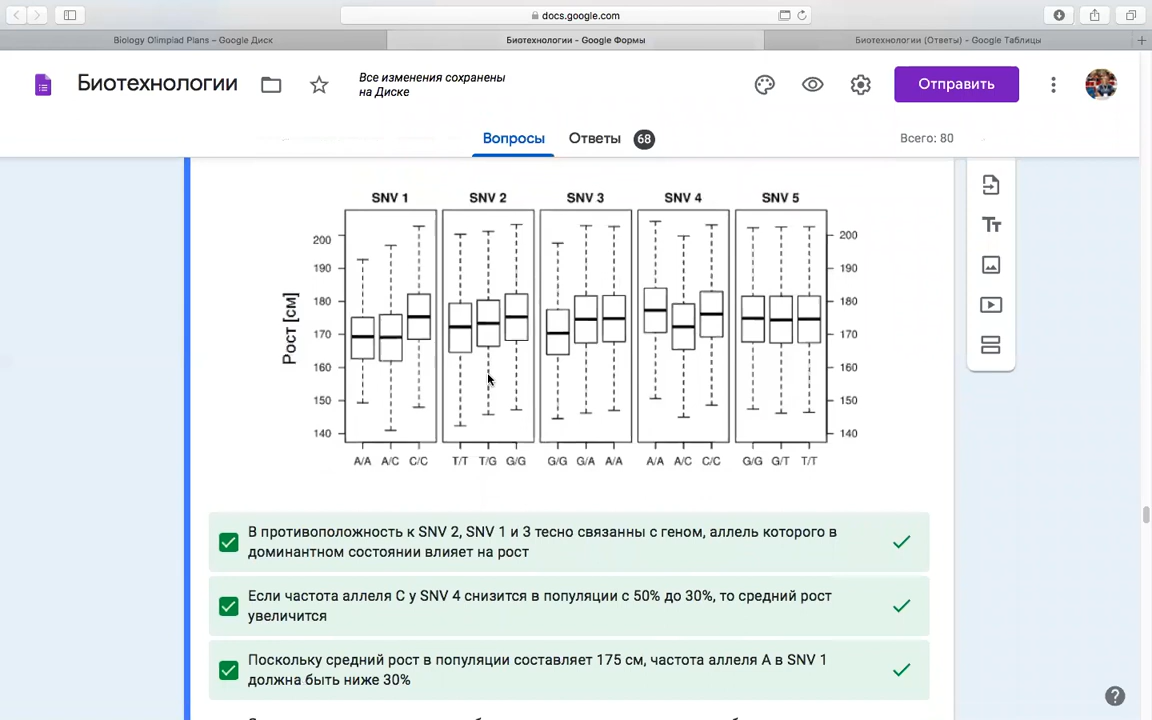 docs.google.com
Biology Olimpiad Plans – Google Диск
Биотехнологии - Google Формы
Биотехнологии (Ответы) - Google Таблицы
Биотехнологии
Все изменения сохранены
на Диске
Отправить
Вопросы
Ответы 68
Всего: 80
SNV 1 SNV 2 SNV 3 SNV 4 SNV 5
Рост [см]
200 200
190 190
180 180
170 170
160 160
150 150
140 140
A/A A/C C/C T/T T/G G/G G/G G/A A/A A/A A/C C/C G/G G/T T/T
В противоположность к SNV 2, SNV 1 и 3 тесно связанны с геном, аллель которого в
доминантном состоянии влияет на рост
Если частота аллеля С у SNV 4 снизится в популяции с 50% до 30%, то средний рост
увеличится
Поскольку средний рост в популяции составляет 175 см, частота аллеля А в SNV 1
должна быть ниже 30%